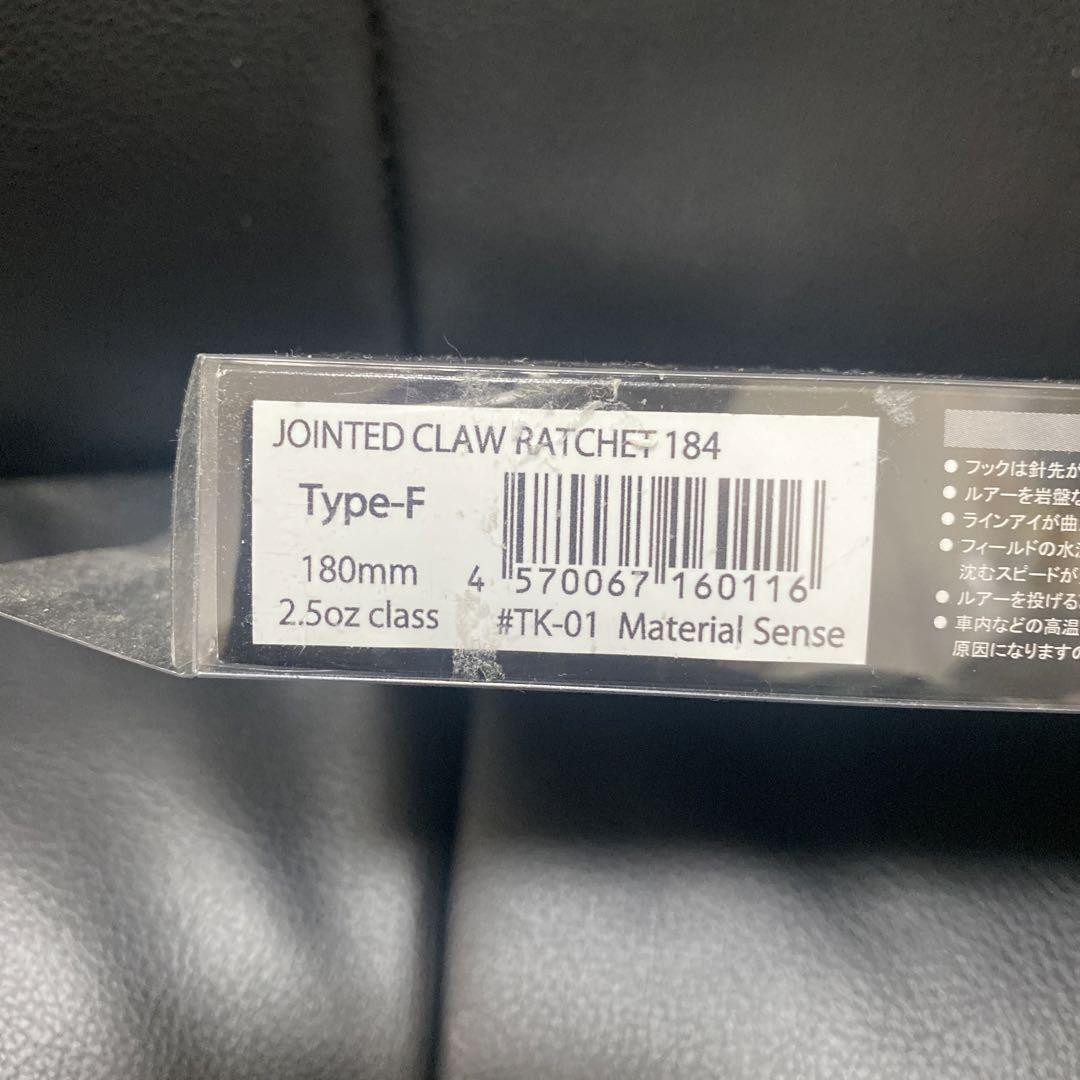 JOINTED CLAW RATCHET 184
Type-F
180mm
2.5oz class
4 570067 160116
#TK-01 Material Sense
● フックは針先が
● ルアーを岩盤な
● ラインアイが曲
● フィールドの水
沈むスピードが
● ルアーを投げる
● 車内などの高温
原因になりますの